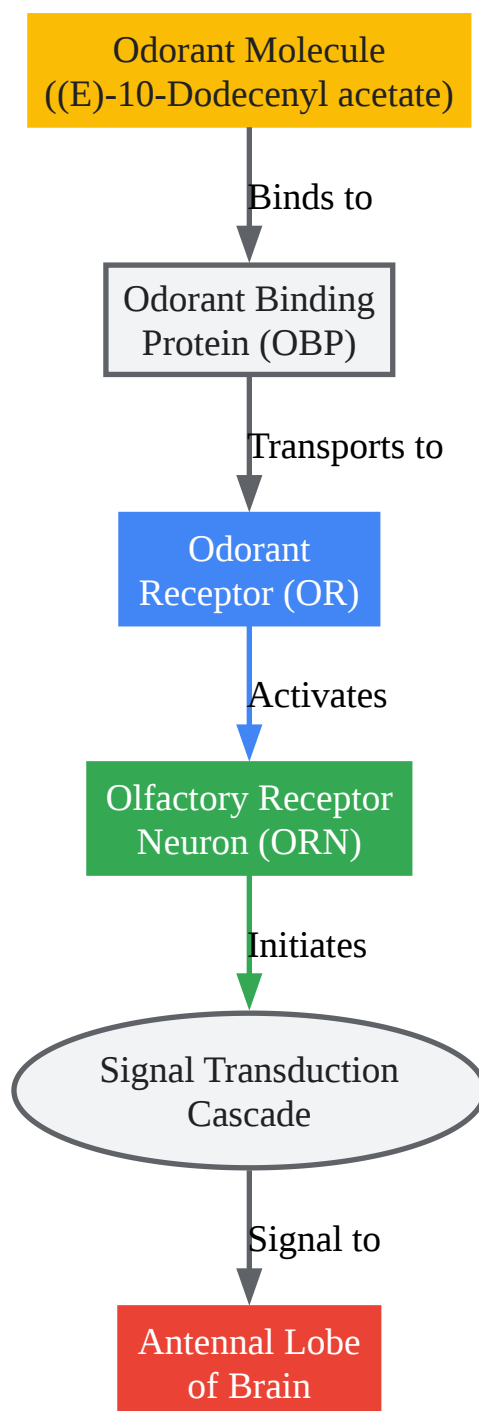 Odorant Molecule
((E)-10-Dodecenyl acetate)
Binds to
Odorant Binding
Protein (OBP)
Transports to
Odorant
Receptor (OR)
Activates
Olfactory Receptor
Neuron (ORN)
Initiates
Signal Transduction
Cascade
Signal to
Antennal Lobe
of Brain